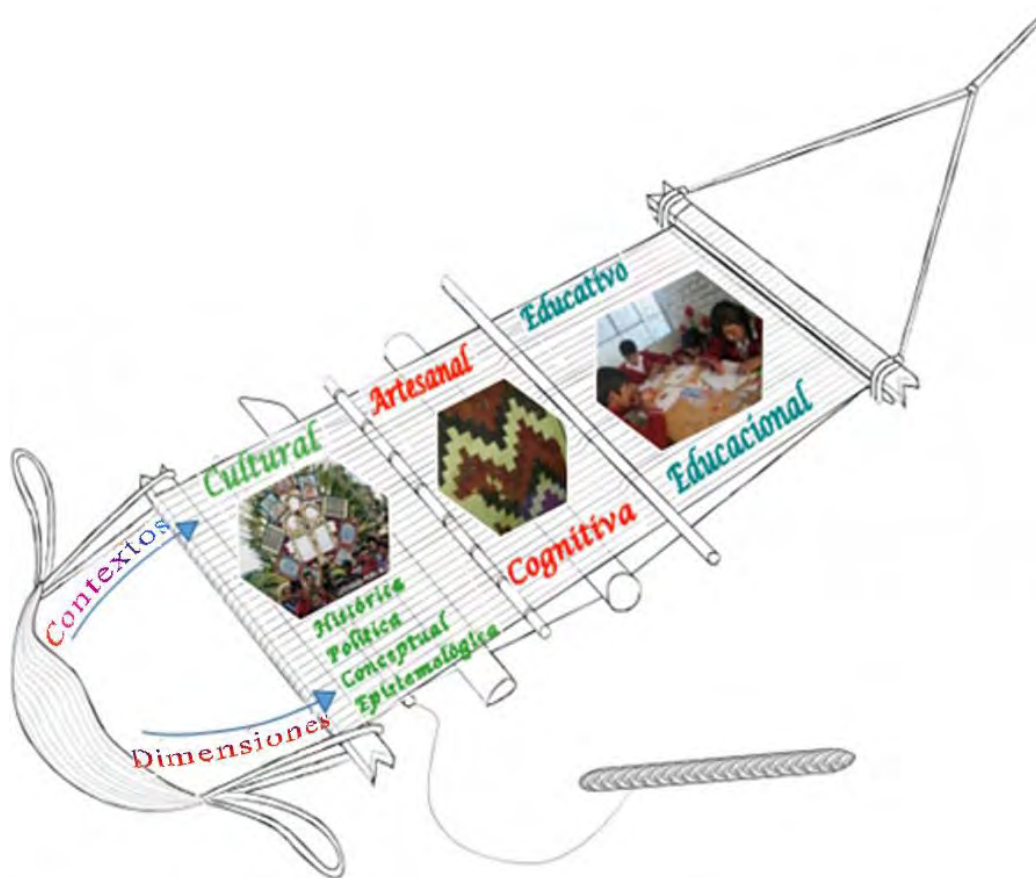 Contextos
Cultural
Artesanal
Educativo
Dimensiones
Histórica
Política
Conceptual
Epistemológica
Cognitiva
Educacional